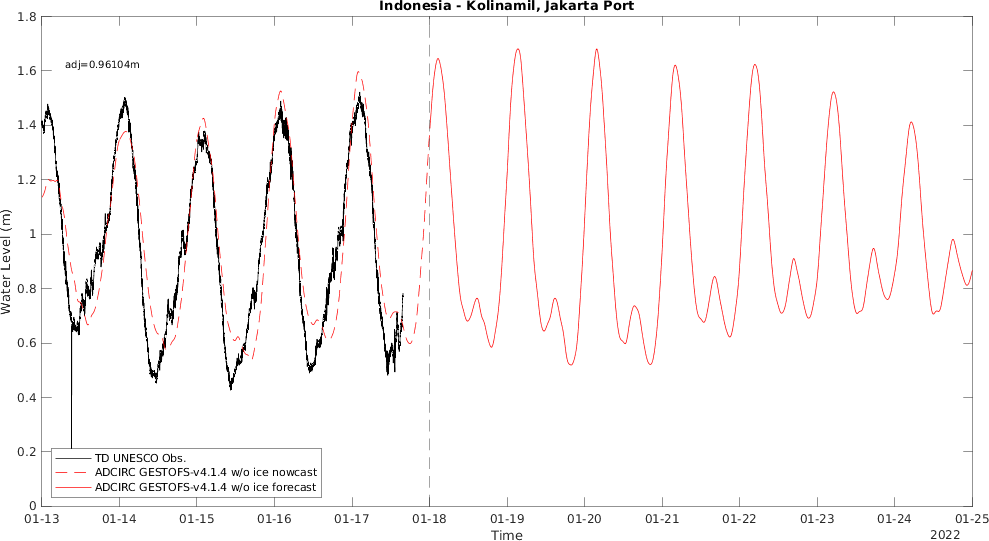 Indonesia - Kolinamil, Jakarta Port
1.8
1.6
1.4
1.2
1
0.8
0.6
0.4
0.2
0
Water Level (m)
adj=0.96104m
TD UNESCO Obs.
ADCIRC GESTOFS-v4.1.4 w/o ice nowcast
ADCIRC GESTOFS-v4.1.4 w/o ice forecast
01-13 01-14 01-15 01-16 01-17 01-18 01-19 01-20 01-21 01-22 01-23 01-24 01-25
Time
2022